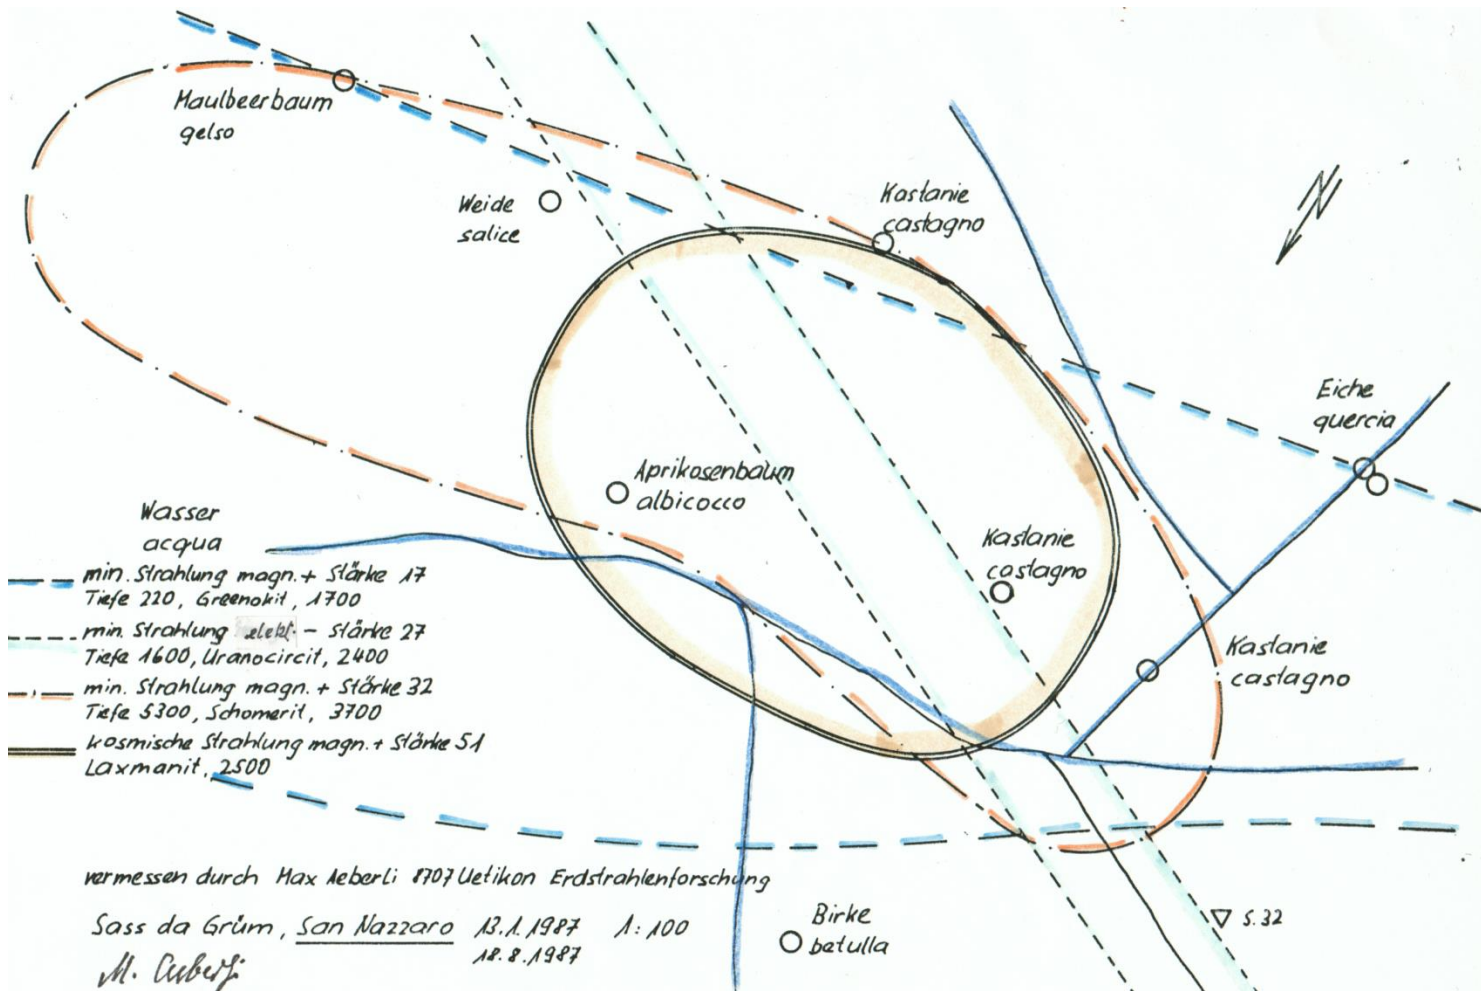 Maulbeerbaum
gelso
Weide
salice
Kastanie
castagno
N
Eiche
quercia
Aprikosenbaum
albicocco
Kastanie
castagno
Kastanie
castagno
Wasser
acqua
min. Strahlung magn. + Stärke 17
Tiefe 220, Greenokit, 1700
min. Strahlung elekt. - Stärke 27
Tiefe 1600, Uranocircit, 2400
min. Strahlung magn. + Stärke 32
Tiefe 5300, Schomerit, 3700
kosmische Strahlung magn. + Stärke 51
Laxmanit, 2500
vermessen durch Max Aeberli 8707 Uetikon Erdstrahlenforschung
Sass da Grüm, San Nazzaro 13.1.1987 1:100
18.8.1987
M. Aeberli
Birke
betulla
S.32